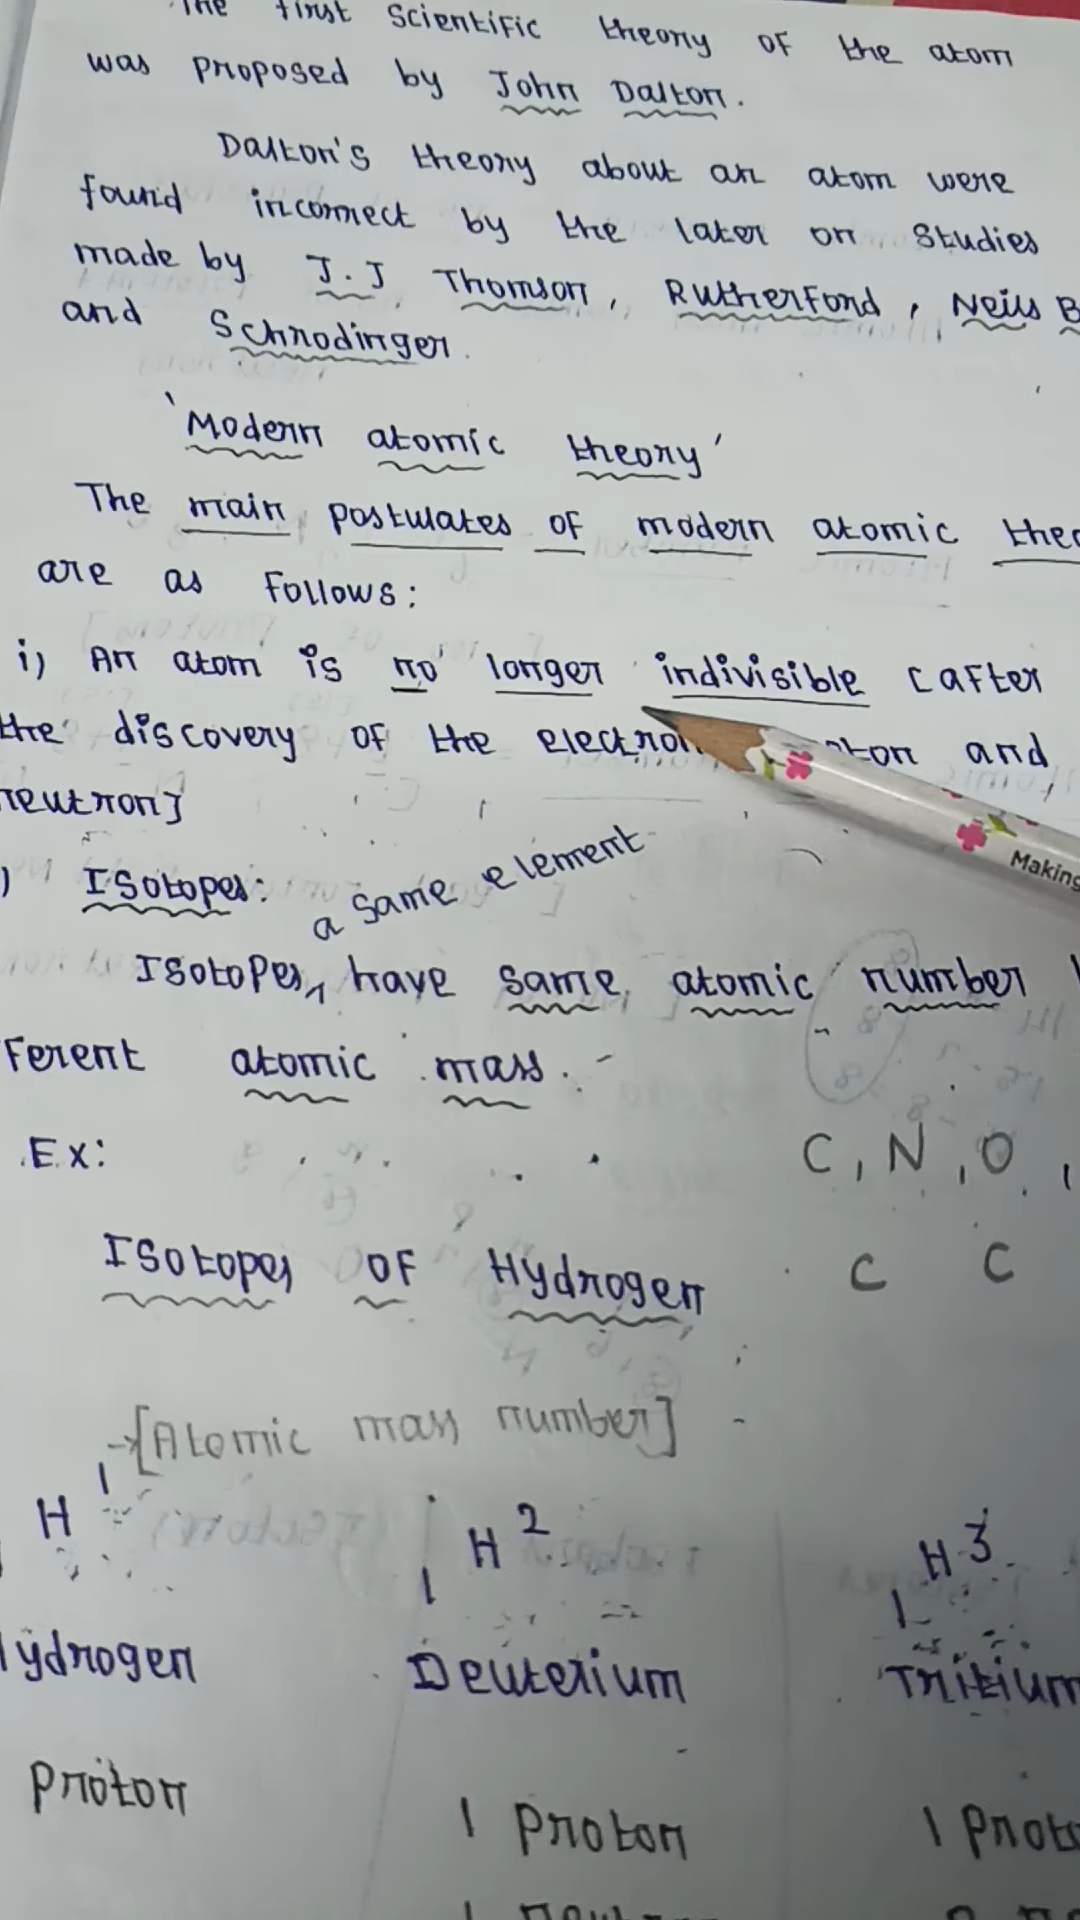 The first scientific theory of the atom
was proposed by John Dalton.
Dalton's theory about an atom were
found incorrect by the later on studies
made by J.J Thomson, Rutherford, Neils B
and Schrodinger.
'Modern atomic theory'
The main postulates of modern atomic theo
are as follows:
i) An atom is no longer indivisible [after
the discovery of the electron and
neutron]
) Isotopes:
a same element
Isotopes, have same atomic number
ferent atomic mass.
Ex:
C, N, O,
Isotopes of Hydrogen
C C
→[Atomic mass number]
H 1
1 H 2
1 H 3
Hydrogen Deuterium Tritium
Proton
1 Proton
1 Proto
Making